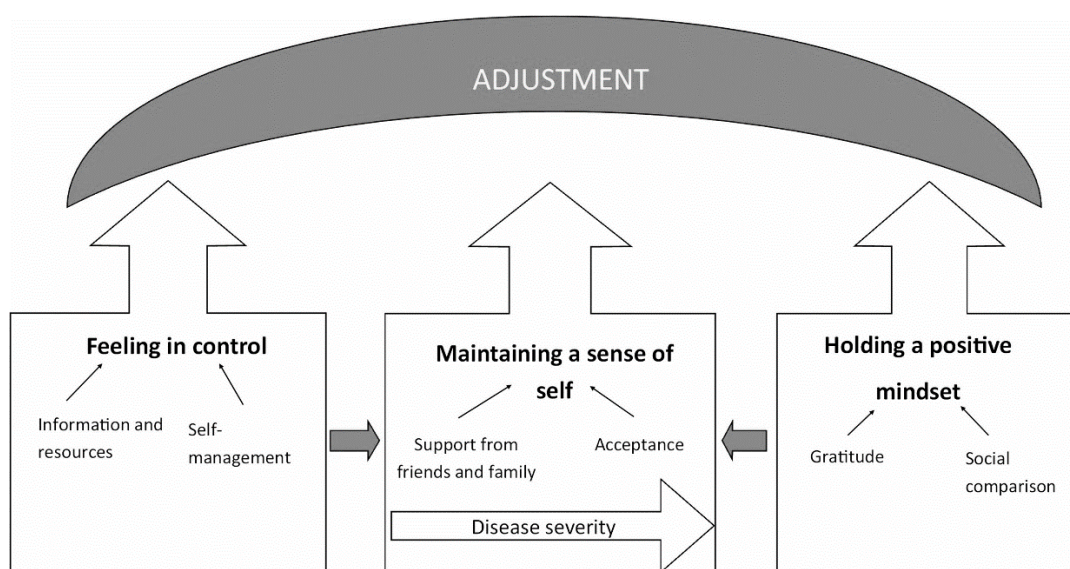 ADJUSTMENT
Feeling in control
Information and
resources
Self-
management
Maintaining a sense of
self
Support from
friends and family
Acceptance
Disease severity
Holding a positive
mindset
Gratitude
Social
comparison